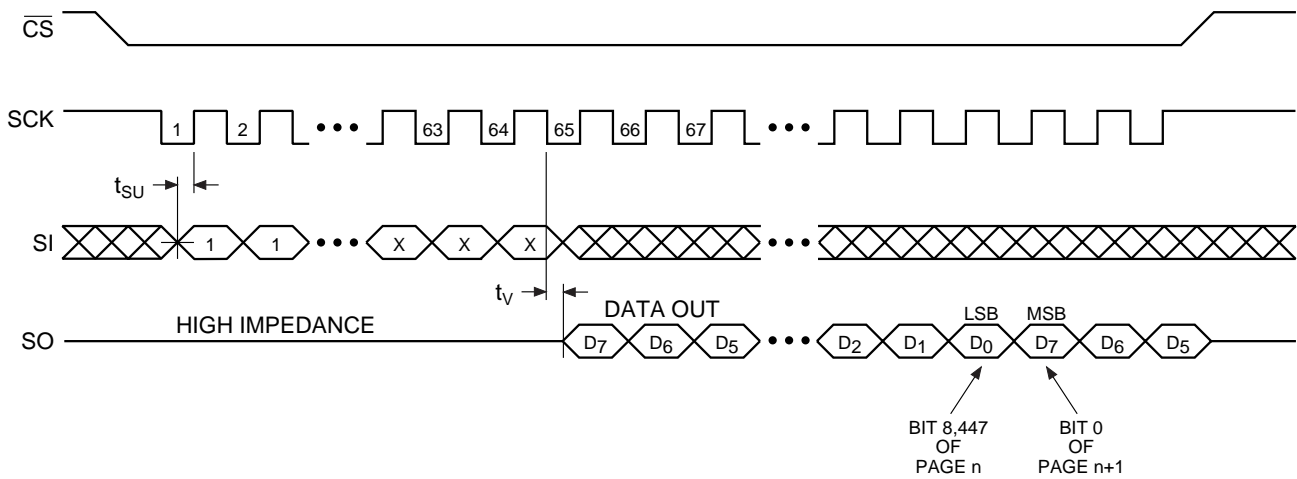 CS
SCK
1 2 ••• 63 64 65 66 67 •••
tSU
SI
1 1 ••• X X X •••
tV
DATA OUT
HIGH IMPEDANCE
LSB MSB
SO
D7 D6 D5 ••• D2 D1 D0 D7 D6 D5
BIT 8,447
OF
PAGE n
BIT 0
OF
PAGE n+1